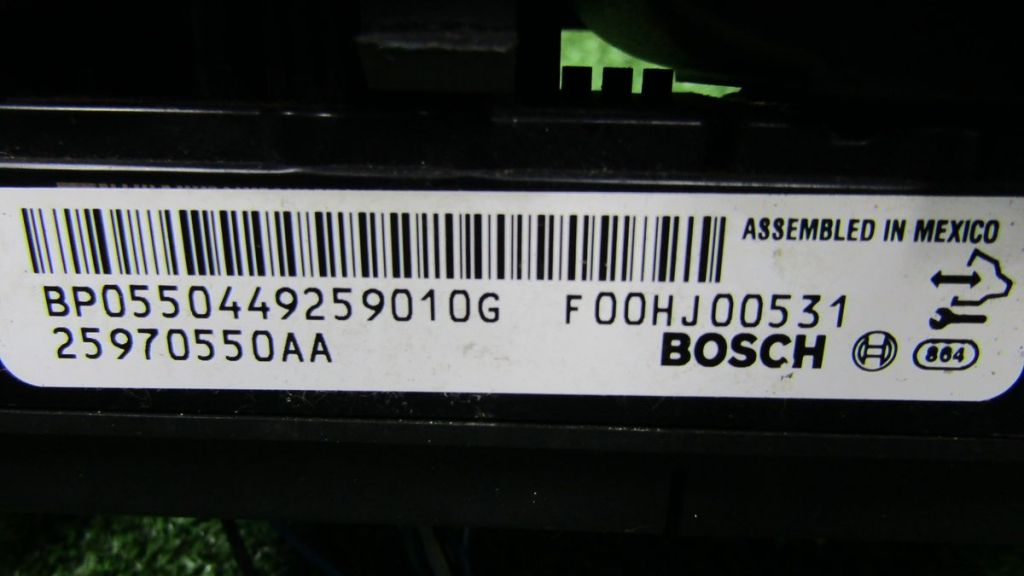 ASSEMBLED IN MEXICO
BP0550449259010G F00HJ00531
25970550AA BOSCH 864